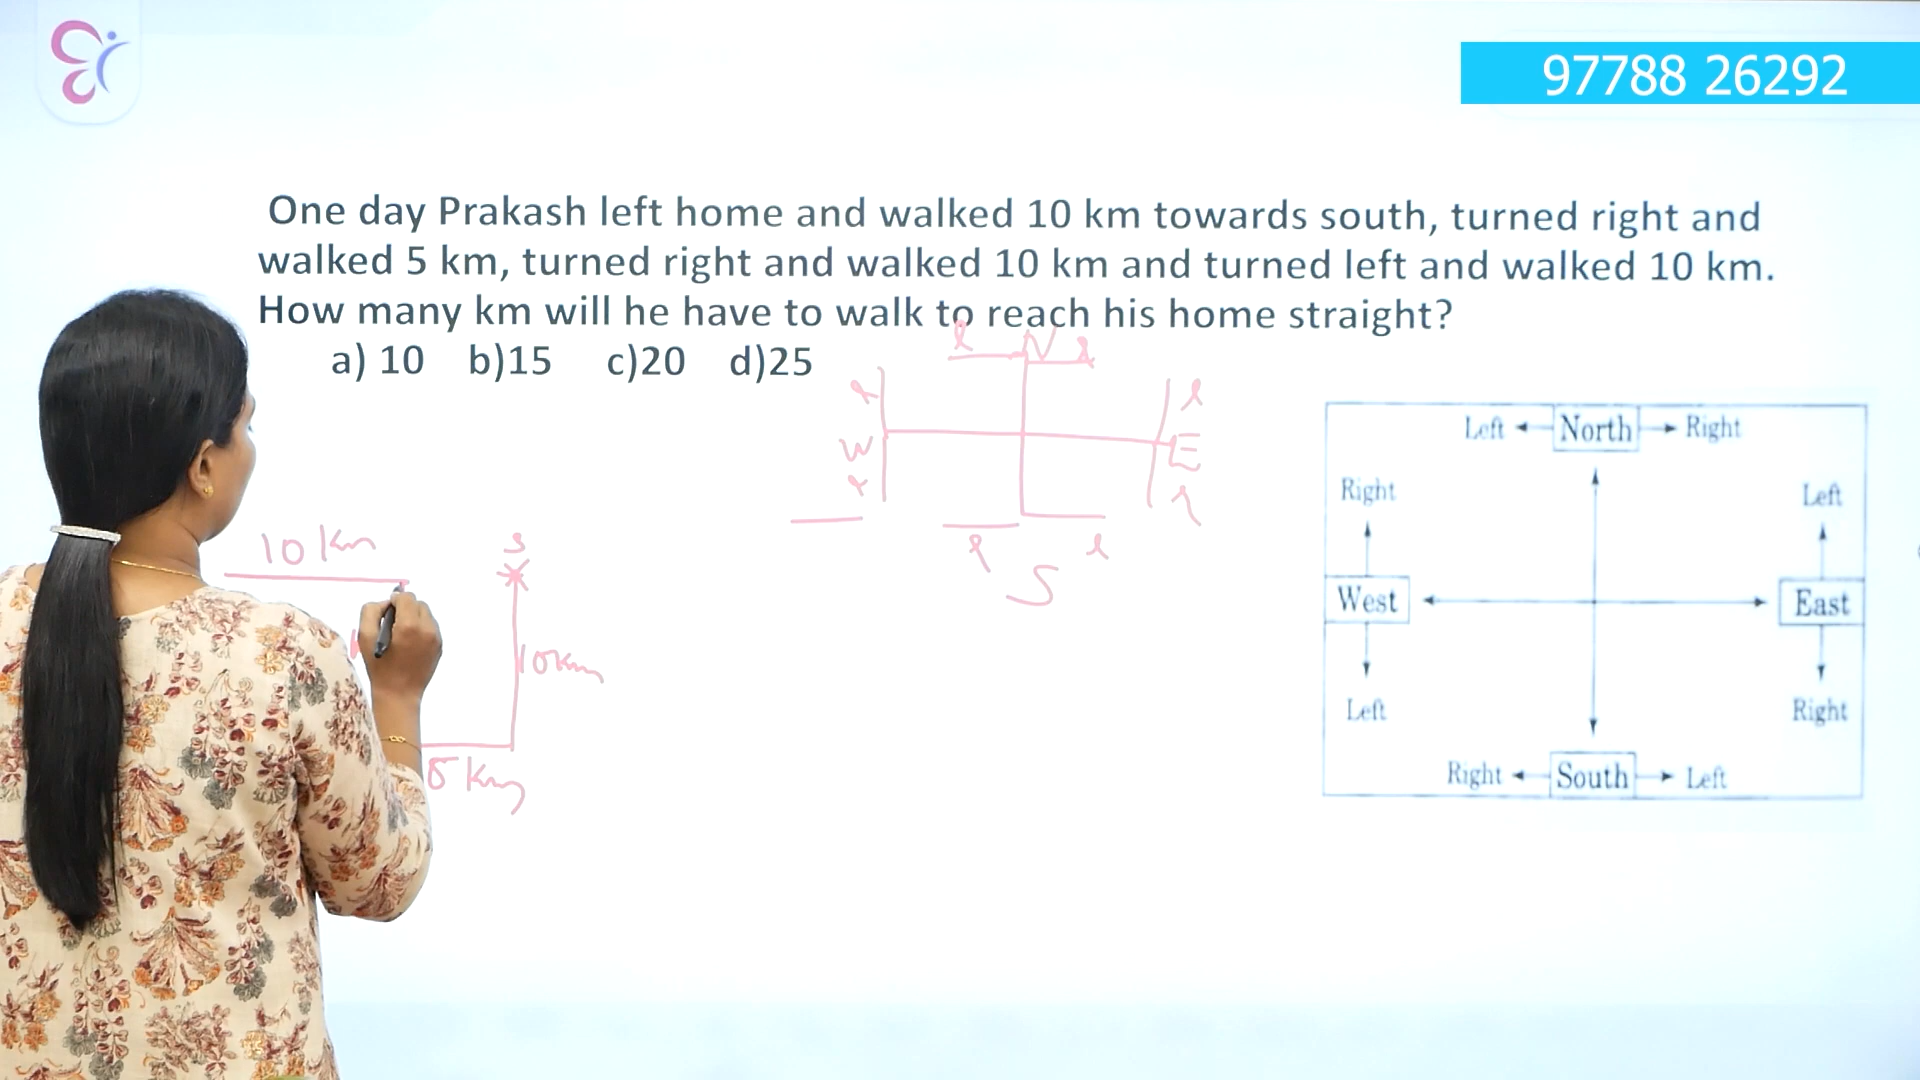 97788 26292
One day Prakash left home and walked 10 km towards south, turned right and
walked 5 km, turned right and walked 10 km and turned left and walked 10 km.
How many km will he have to walk to reach his home straight?
a) 10 b)15 c)20 d)25
l N r
r l
W E
l r
r l
S
10 Km
S
10Km
5 Km
Left North Right
Right Left
West East
Left Right
Right South Left